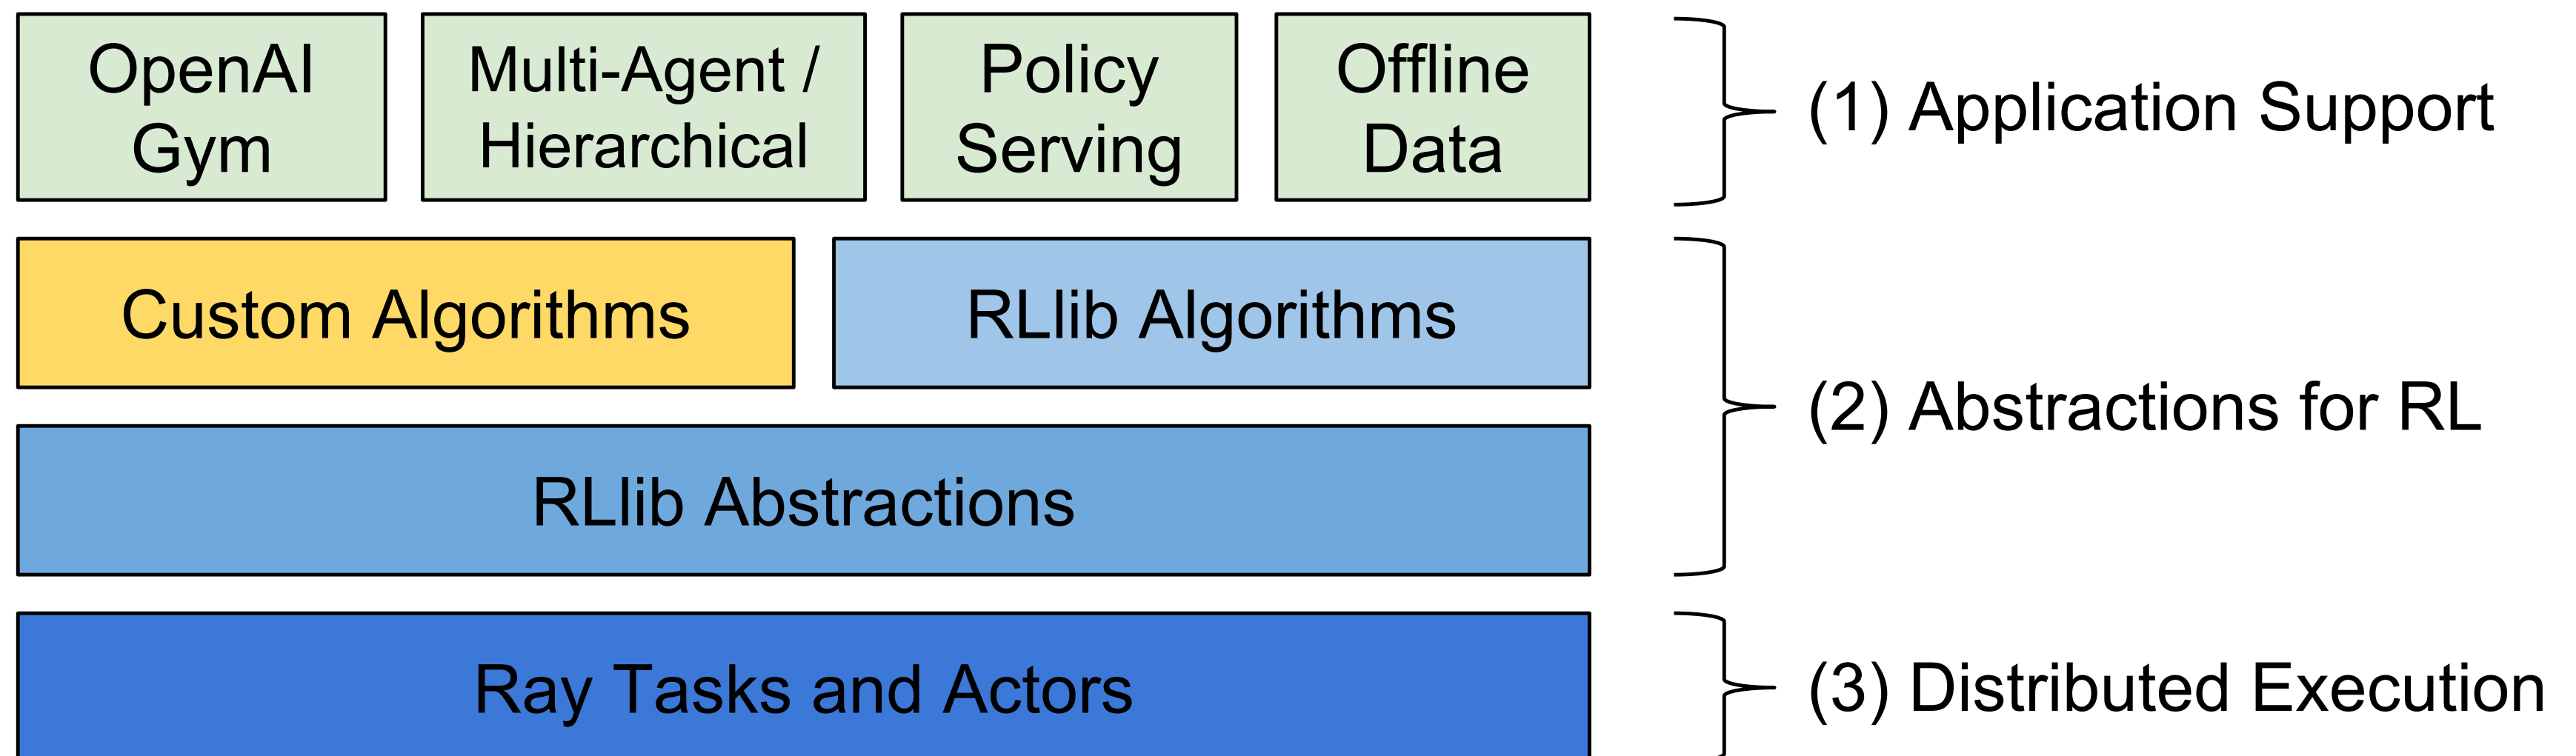 OpenAI
Gym
Multi-Agent /
Hierarchical
Policy
Serving
Offline
Data
(1) Application Support
Custom Algorithms
RLlib Algorithms
(2) Abstractions for RL
RLlib Abstractions
Ray Tasks and Actors
(3) Distributed Execution